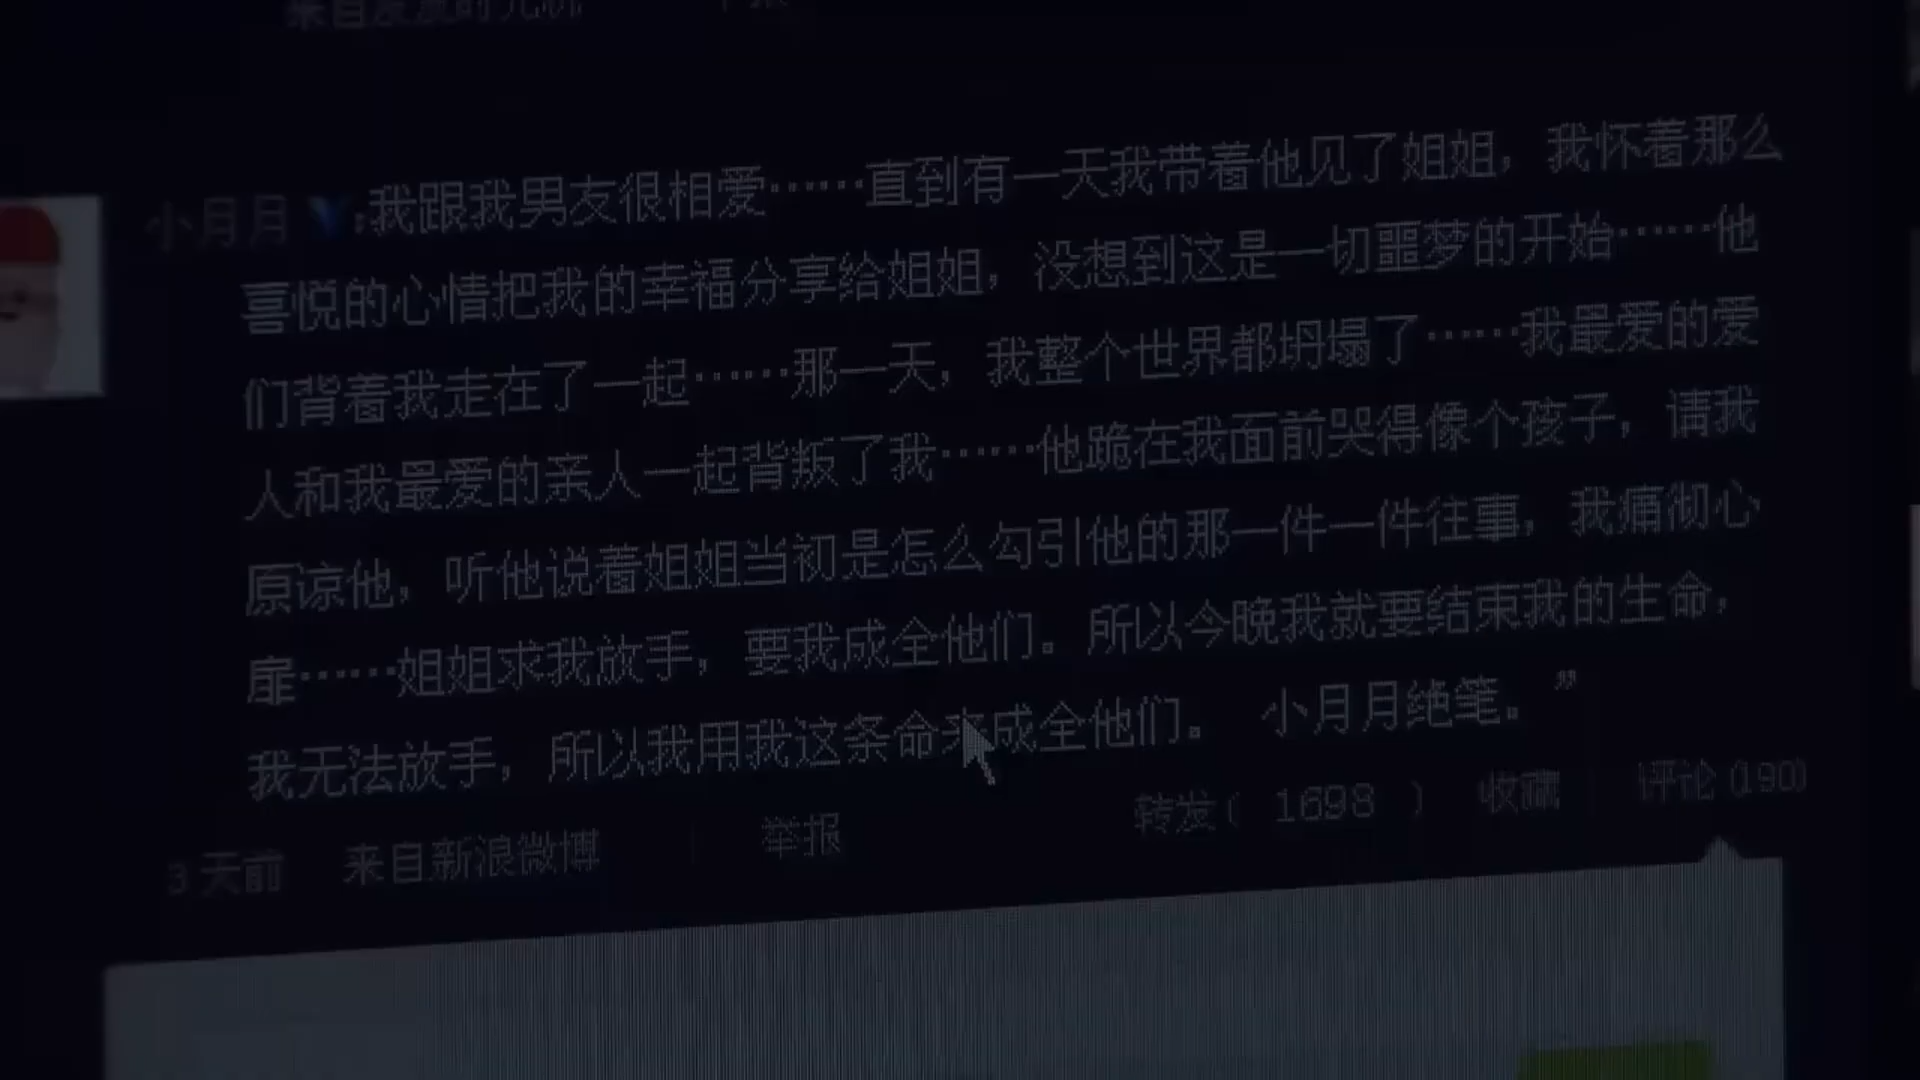 小月月 V:我跟我男友很相爱……直到有一天我带着他见了姐姐，我怀着那么
喜悦的心情把我的幸福分享给姐姐，没想到这是一切噩梦的开始……他
们背着我走在了一起……那一天，我整个世界都坍塌了……我最爱的爱
人和我最爱的亲人一起背叛了我……他跪在我面前哭得像个孩子，请我
原谅他，听他说着姐姐当初是怎么勾引他的那一件一件往事，我痛彻心
扉……姐姐求我放手，要我成全他们。所以今晚我就要结束我的生命，
我无法放手，所以我用我这条命来成全他们。 小月月绝笔。”
3 天前 来自新浪微博 举报 转发( 1698 ) 收藏 评论(190)